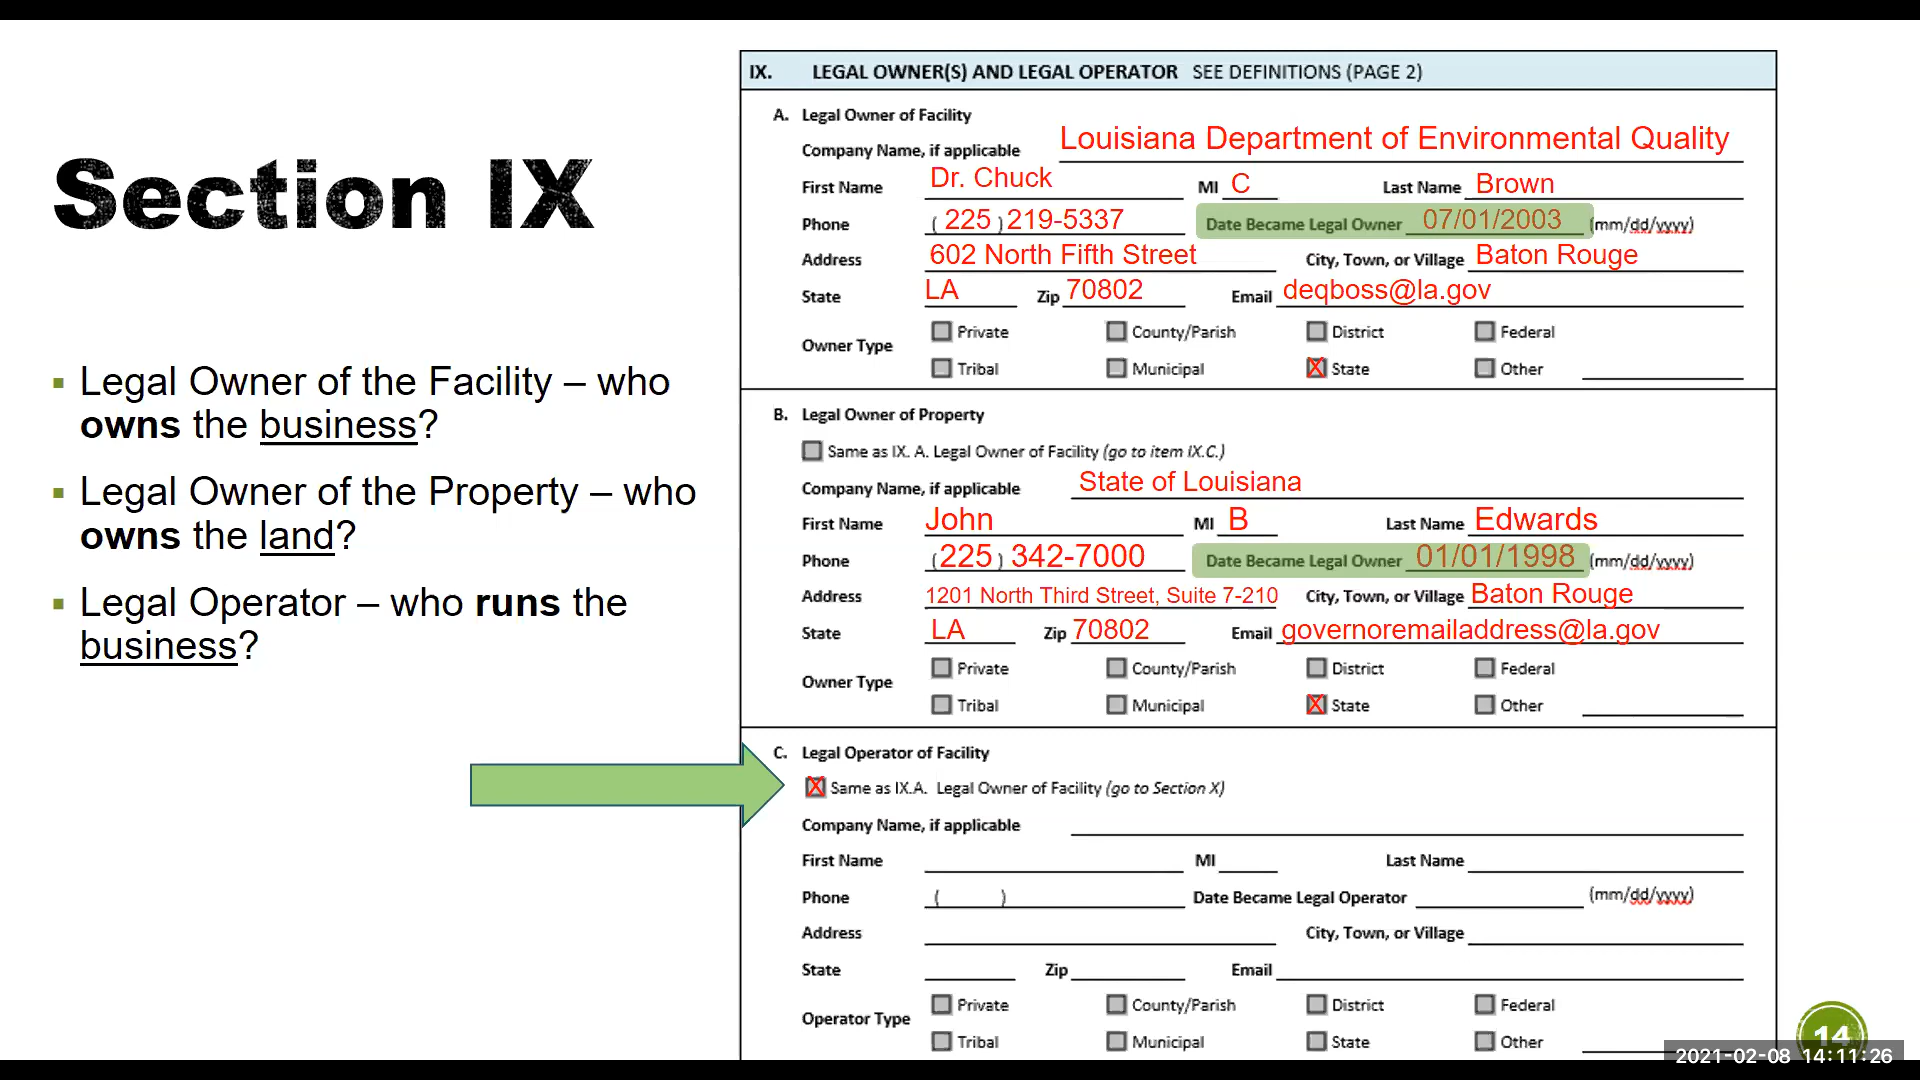 Section IX
Legal Owner of the Facility – who
owns the business?
Legal Owner of the Property – who
owns the land?
Legal Operator – who runs the
business?
IX. LEGAL OWNER(S) AND LEGAL OPERATOR SEE DEFINITIONS (PAGE 2)
A. Legal Owner of Facility
Company Name, if applicable Louisiana Department of Environmental Quality
First Name Dr. Chuck MI C Last Name Brown
Phone (225) 219-5337 Date Became Legal Owner 07/01/2003 (mm/dd/yyyy)
Address 602 North Fifth Street City, Town, or Village Baton Rouge
State LA Zip 70802 Email deqboss@la.gov
Owner Type
Private County/Parish District Federal
Tribal Municipal X State Other
B. Legal Owner of Property
Same as IX. A. Legal Owner of Facility (go to item IX.C.)
Company Name, if applicable State of Louisiana
First Name John MI B Last Name Edwards
Phone (225) 342-7000 Date Became Legal Owner 01/01/1998 (mm/dd/yyyy)
Address 1201 North Third Street, Suite 7-210 City, Town, or Village Baton Rouge
State LA Zip 70802 Email governoremailaddress@la.gov
Owner Type
Private County/Parish District Federal
Tribal Municipal X State Other
C. Legal Operator of Facility
X Same as IX.A. Legal Owner of Facility (go to Section X)
Company Name, if applicable
First Name MI Last Name
Phone ( ) Date Became Legal Operator (mm/dd/yyyy)
Address City, Town, or Village
State Zip Email
Operator Type
Private County/Parish District Federal
Tribal Municipal State Other
14
2021-02-08 14:11:26